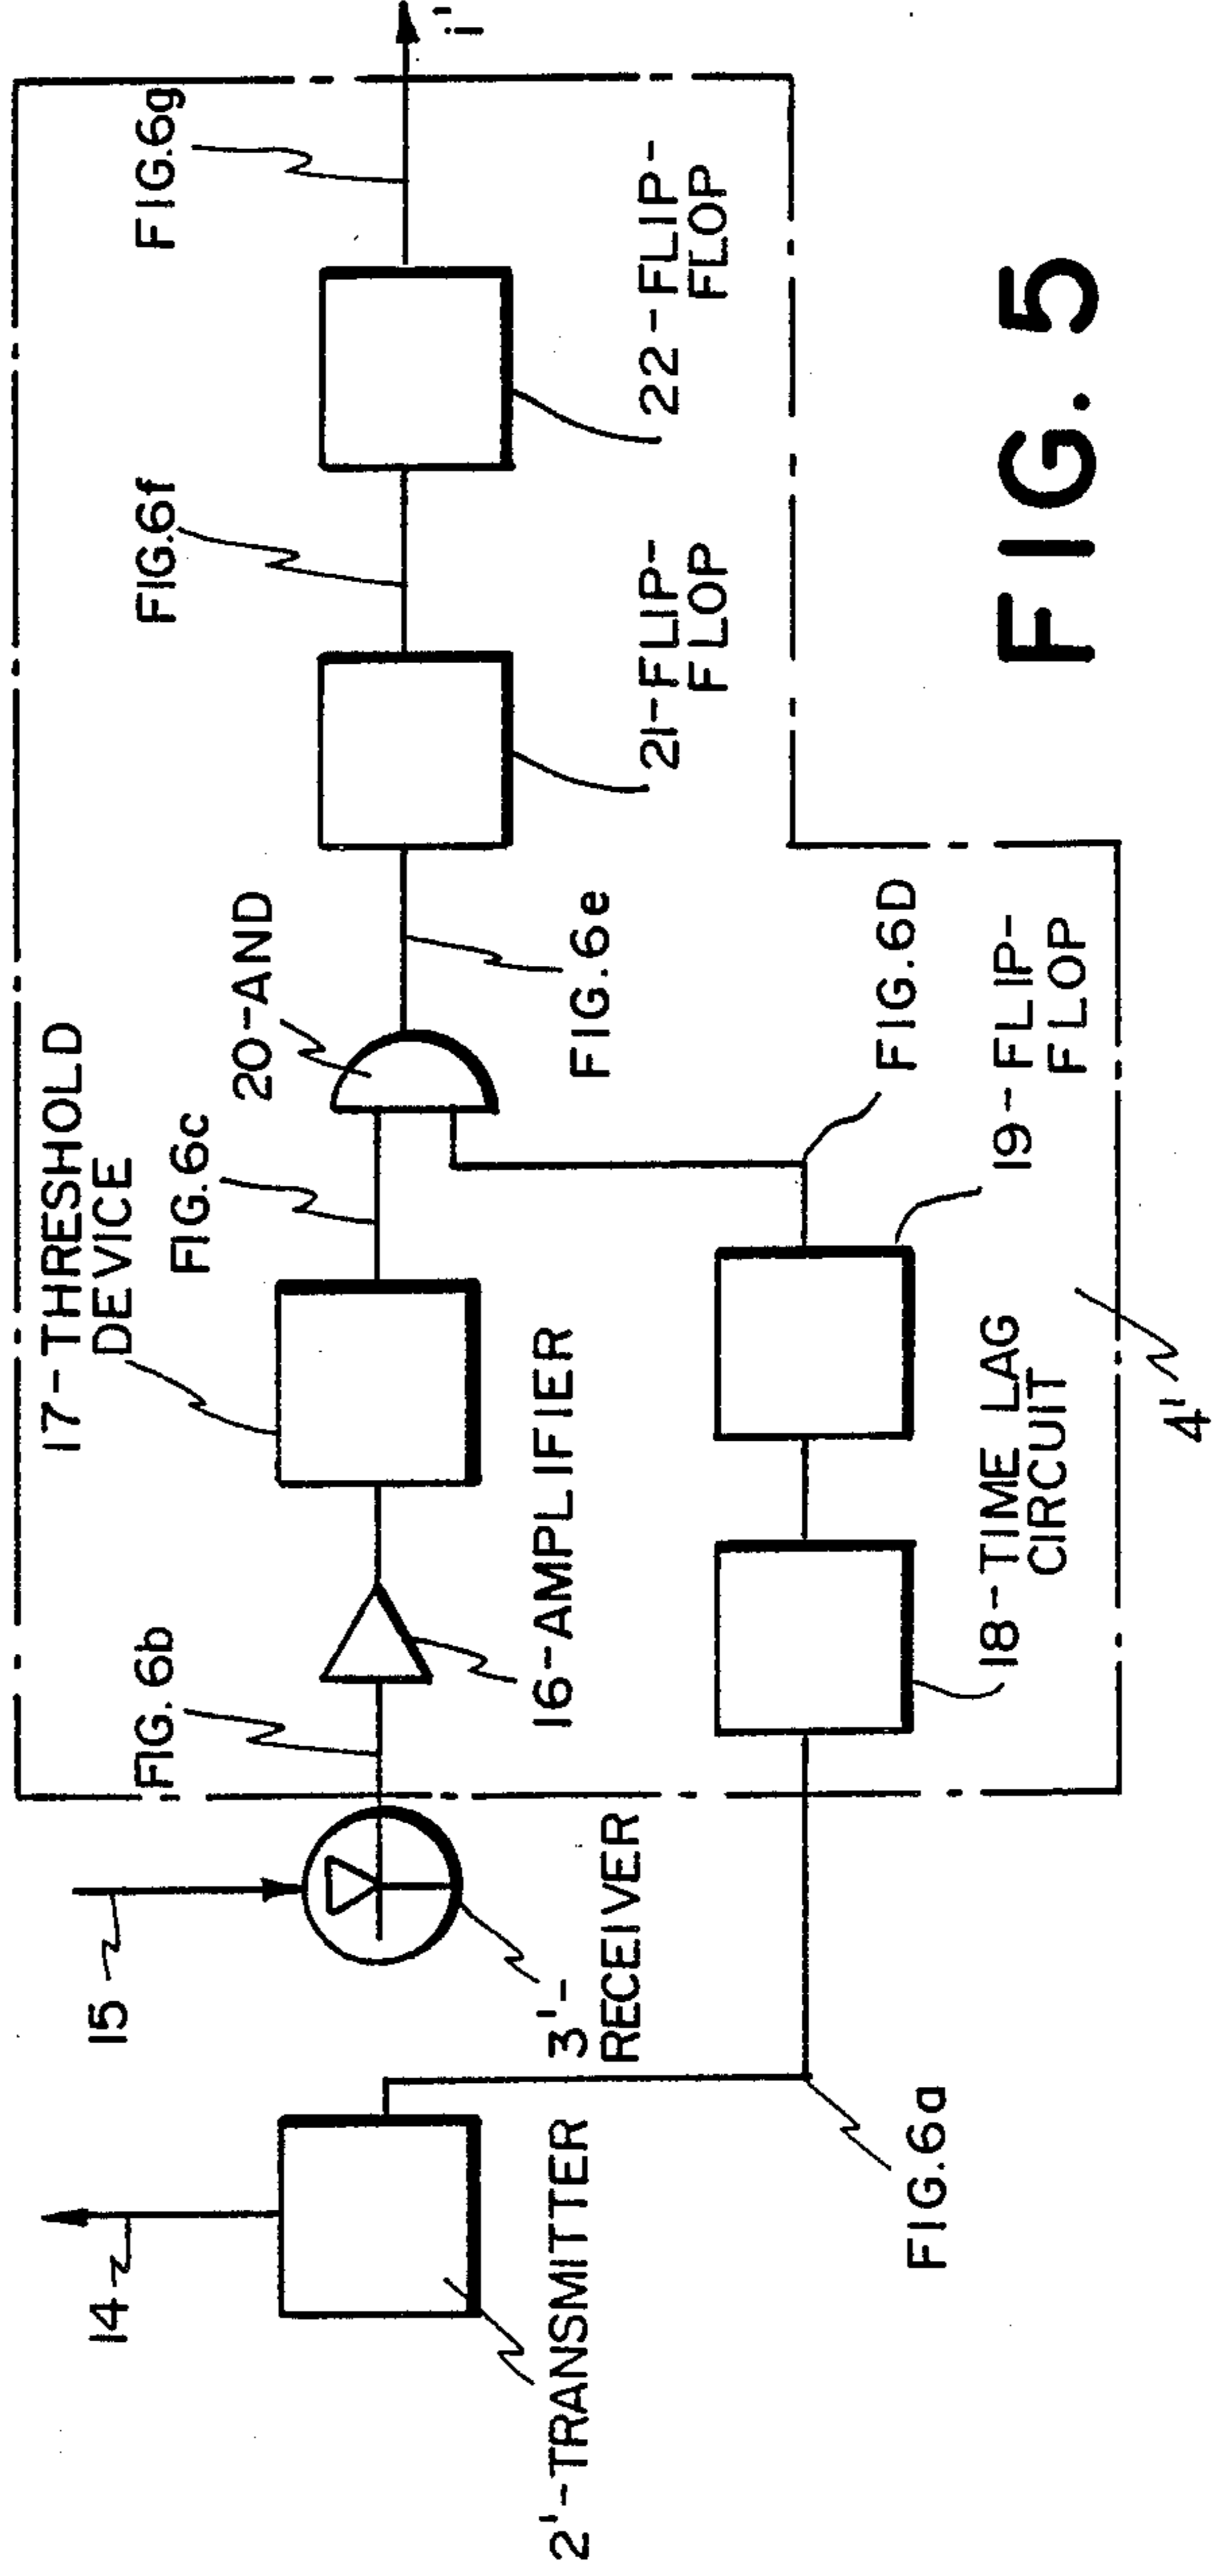 17-THRESHOLD
DEVICE
20-AND
FIG.6f
FIG.6g
i'
14
15
FIG.6b
FIG.6c
16-AMPLIFIER
FIG.6e
21-FLIP-
FLOP
22-FLIP-
FLOP
2'-TRANSMITTER
3'-
RECEIVER
FIG.6a
18-TIME LAG
CIRCUIT
19-FLIP-
FLOP
FIG.6D
4'
FIG. 5